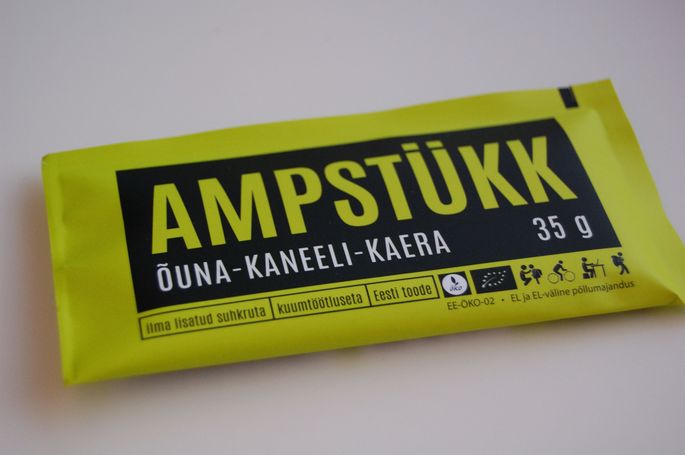 AMPSTÜKK
ÕUNA-KANEELI-KAERA 35 g
ilma lisatud suhkruta kuumtöötluseta Eesti toode
ÖKO
EE-ÖKO-02 • EL ja EL-väline põllumajandus